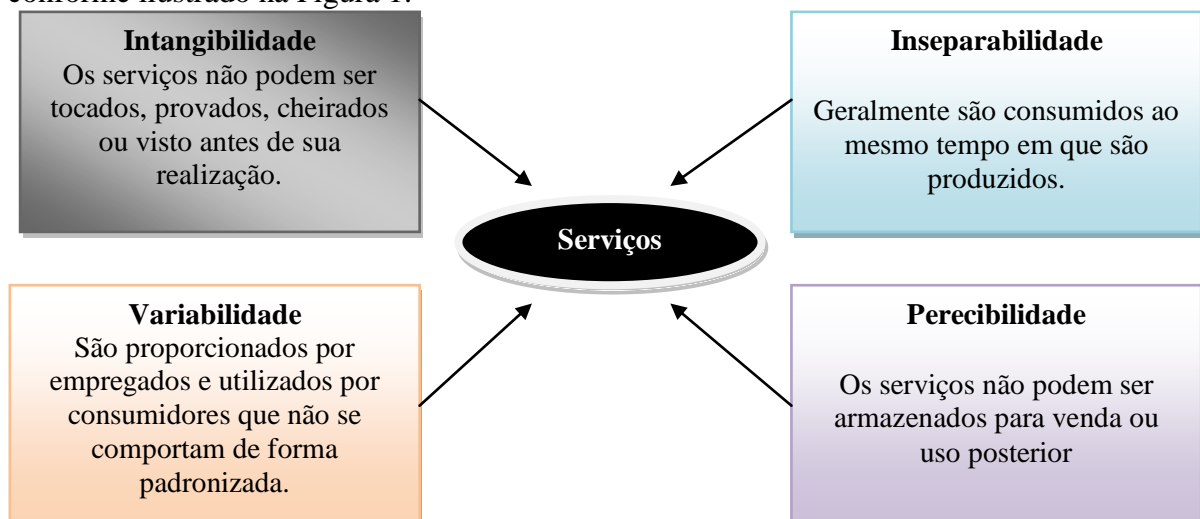 conforme ilustrado na Figura 1.
Intangibilidade
Os serviços não podem ser
tocados, provados, cheirados
ou visto antes de sua
realização.
Inseparabilidade
Geralmente são consumidos ao
mesmo tempo em que são
produzidos.
Serviços
Variabilidade
São proporcionados por
empregados e utilizados por
consumidores que não se
comportam de forma
padronizada.
Perecibilidade
Os serviços não podem ser
armazenados para venda ou
uso posterior